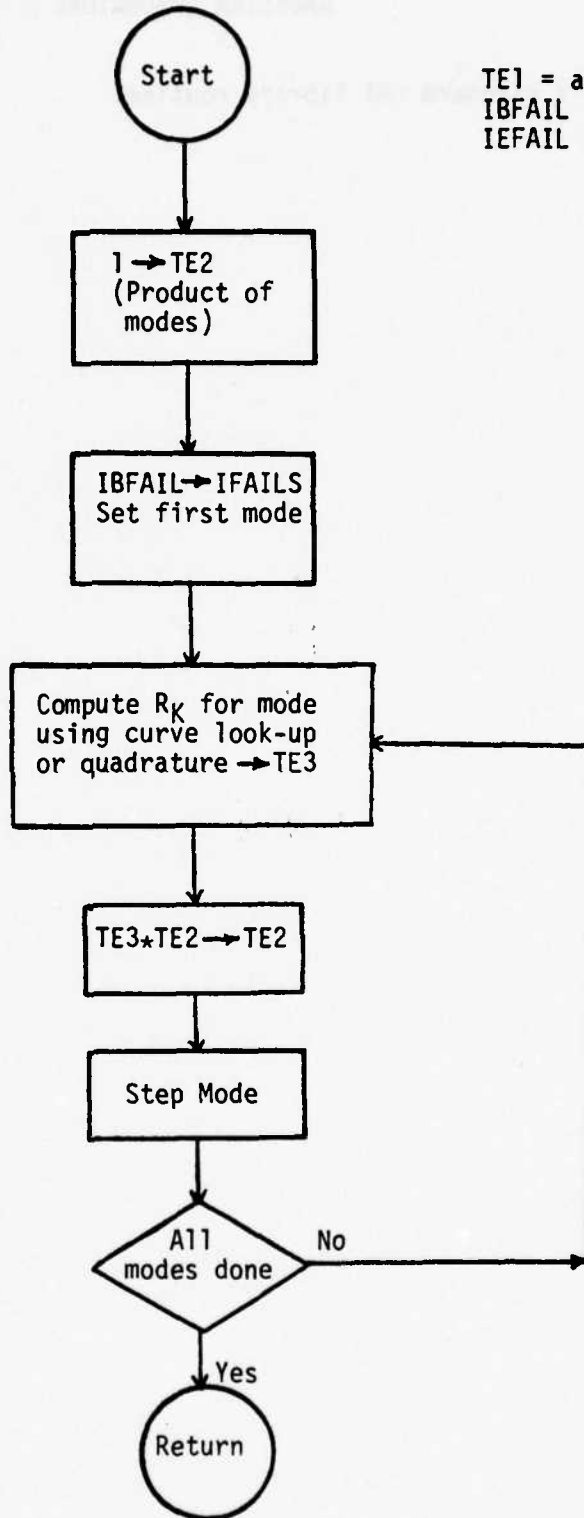 Start
TE1 = a
IBFAIL
IEFAIL
1 → TE2
(Product of
modes)
IBFAIL → IFAILS
Set first mode
Compute R_K for mode
using curve look-up
or quadrature → TE3
TE3*TE2 → TE2
Step Mode
All
modes done
No
Yes
Return